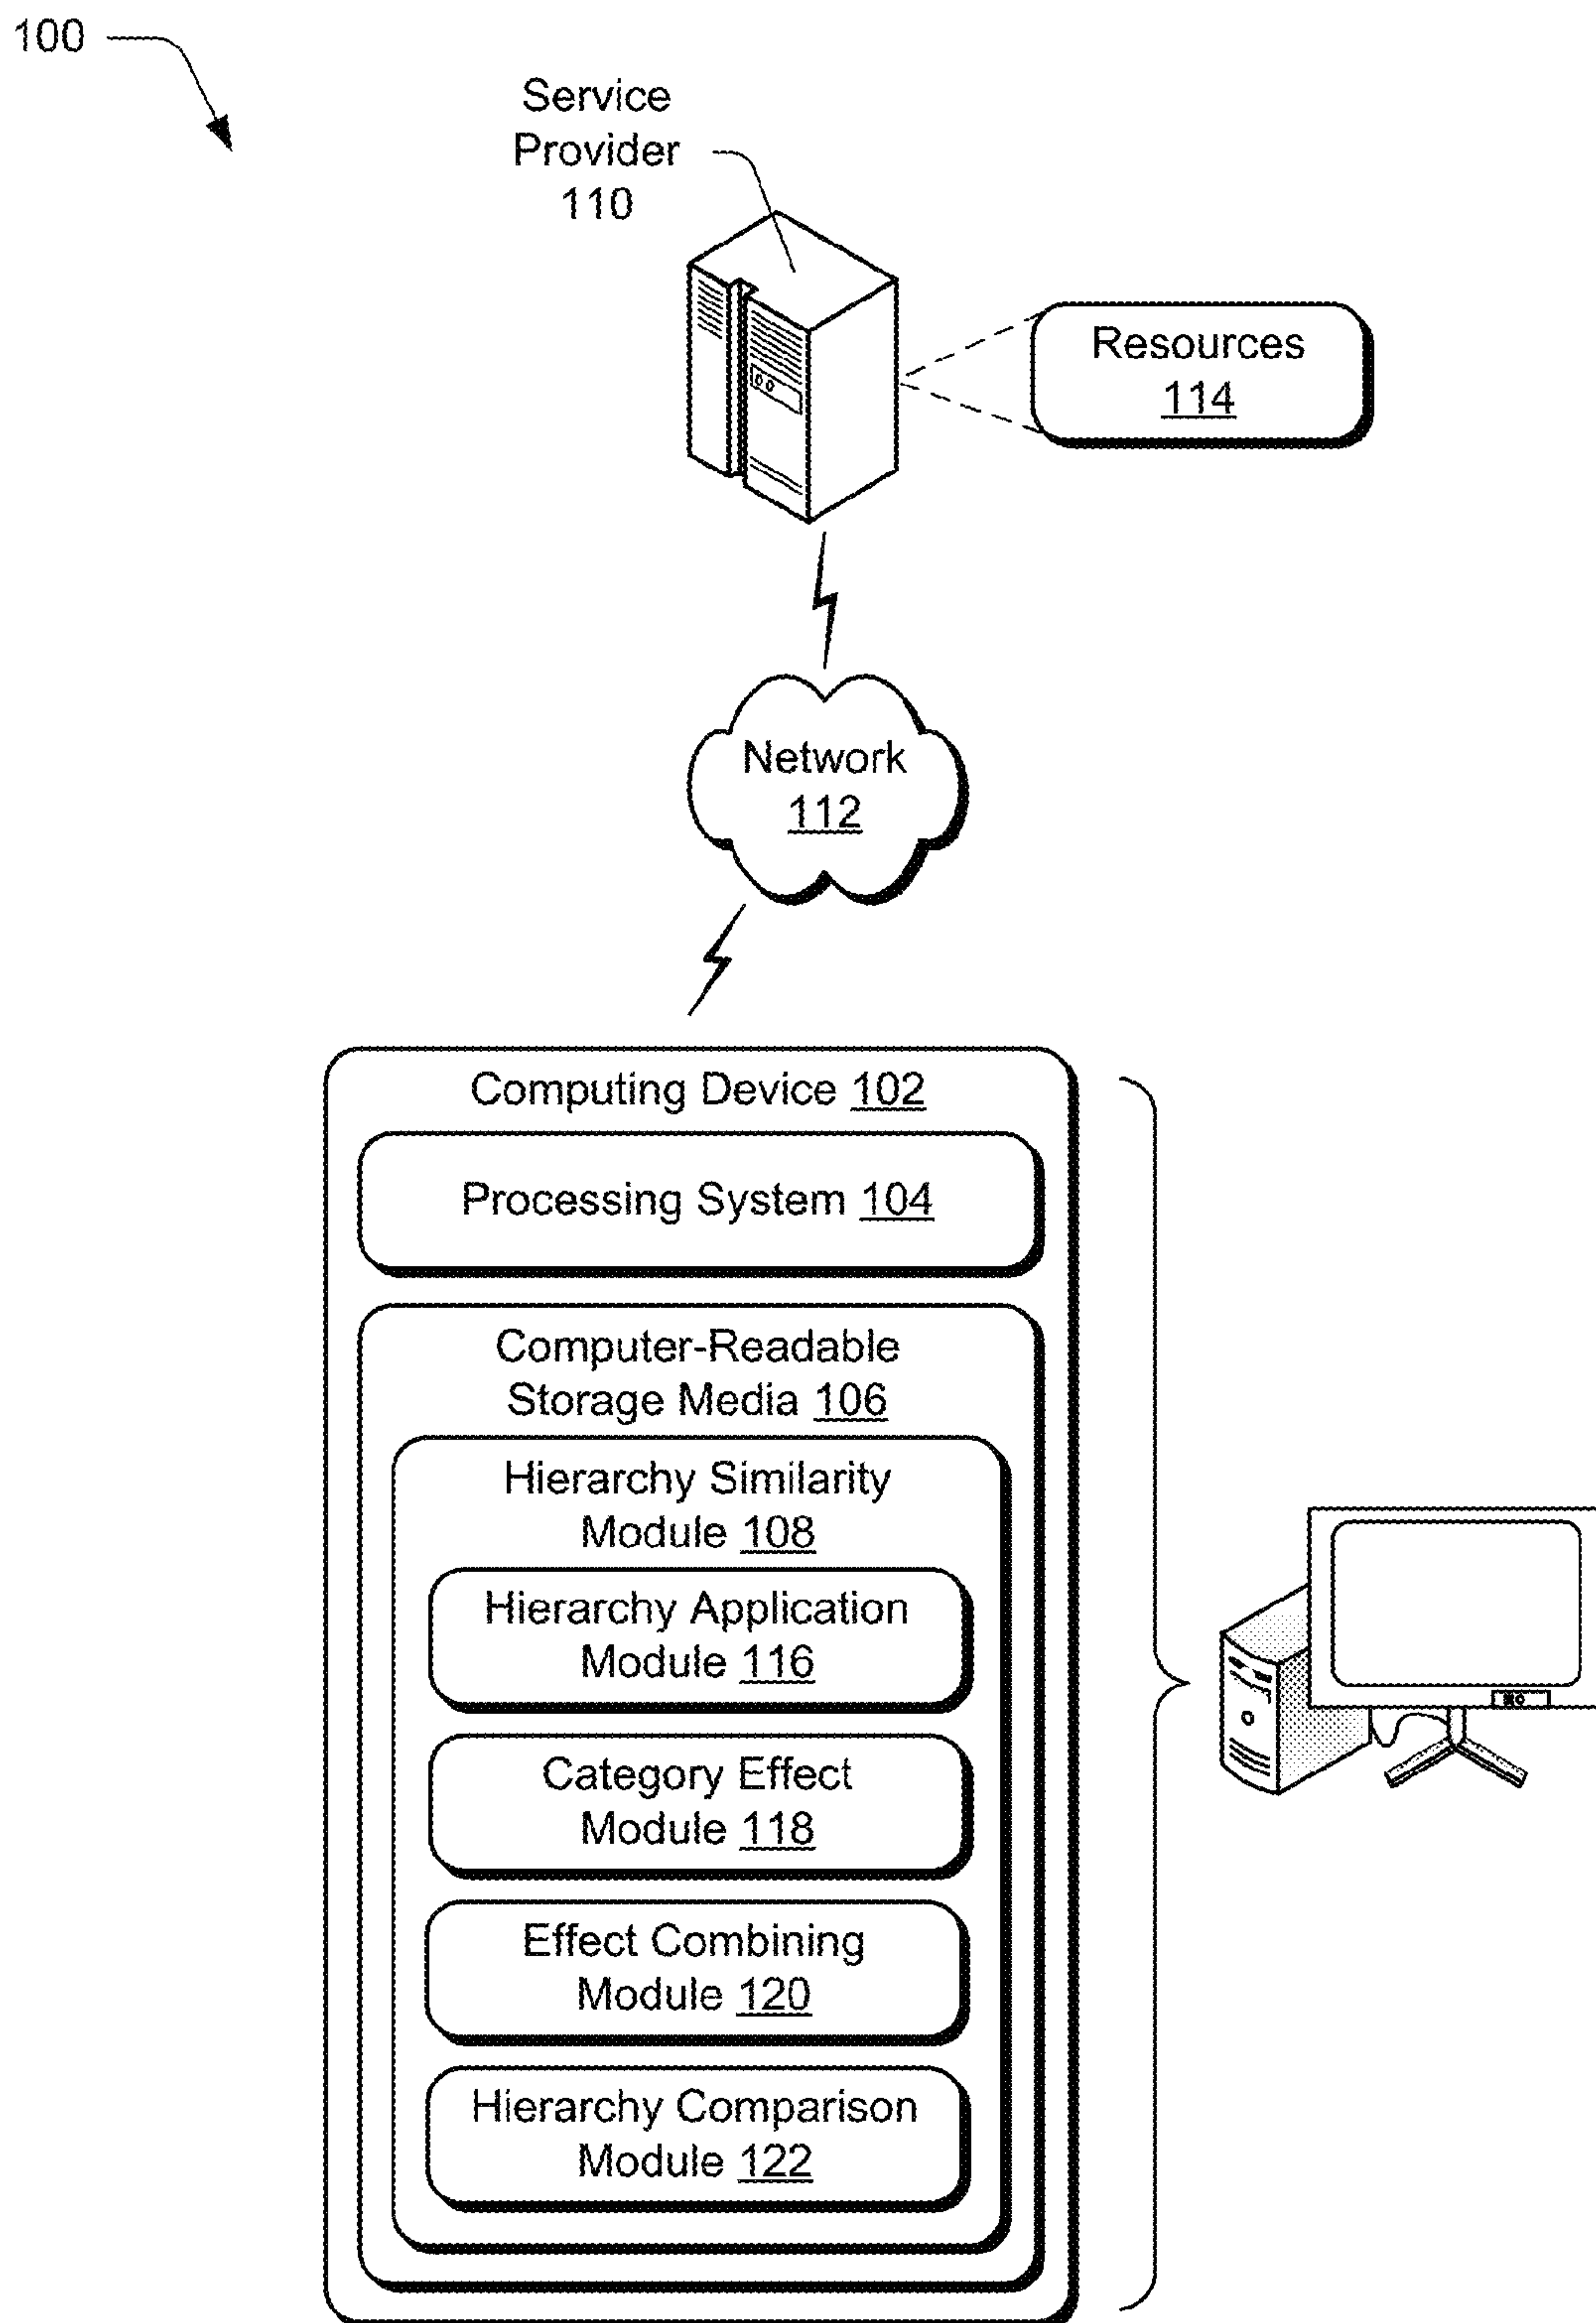 100
Service
Provider
110
Resources
114
Network
112
Computing Device 102
Processing System 104
Computer-Readable
Storage Media 106
Hierarchy Similarity
Module 108
Hierarchy Application
Module 116
Category Effect
Module 118
Effect Combining
Module 120
Hierarchy Comparison
Module 122